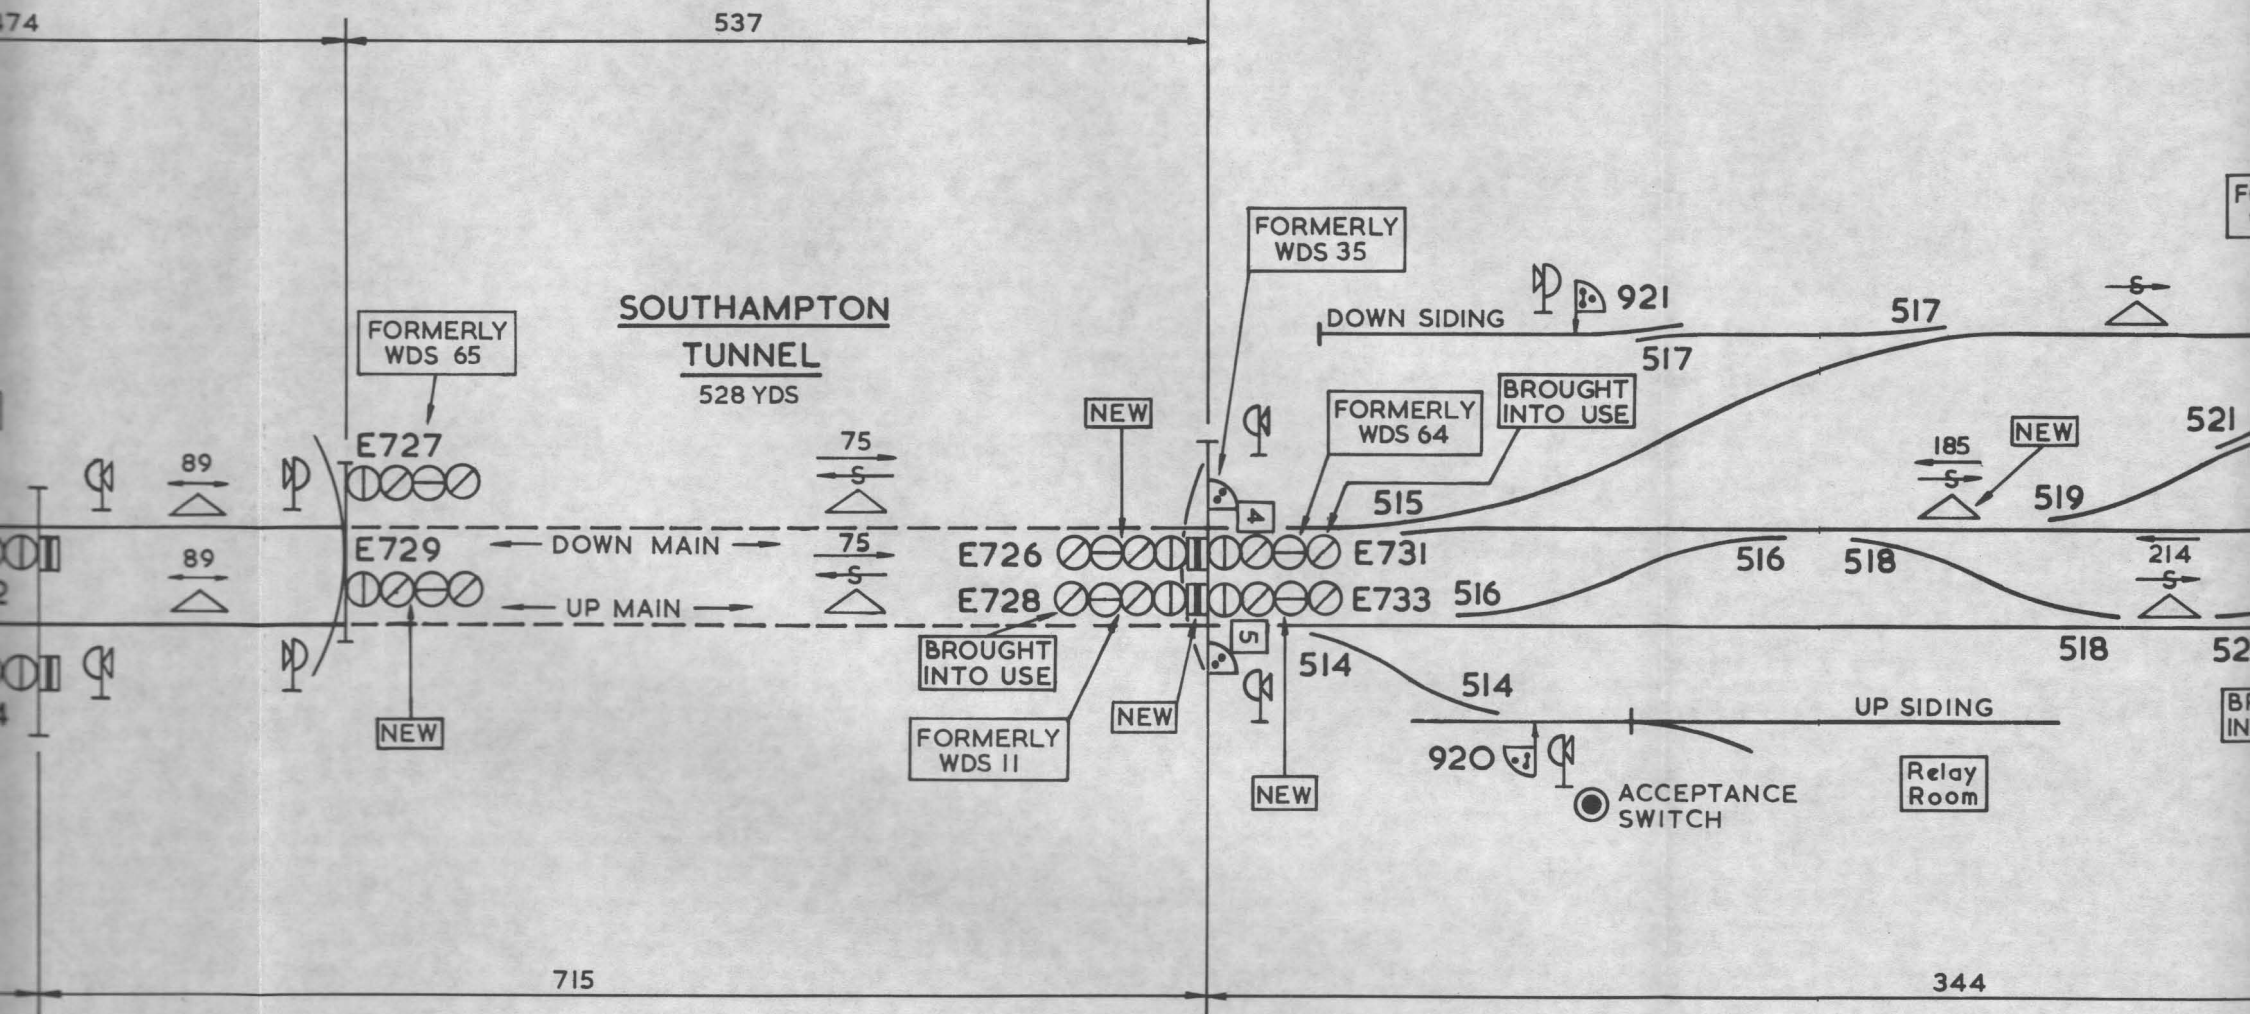 537
SOUTHAMPTON
TUNNEL
528 YDS
FORMERLY
WDS 65
FORMERLY
WDS 35
DOWN SIDING
921
517
517
S
NEW
FORMERLY
WDS 64
BROUGHT
INTO USE
NEW
185
S
521
519
89
E727
75
S
515
4
E729
DOWN MAIN
75
S
E726
E731
516
518
214
S
89
UP MAIN
E728
E733
516
BROUGHT
INTO USE
5
514
514
518
NEW
FORMERLY
WDS 11
NEW
UP SIDING
920
NEW
ACCEPTANCE
SWITCH
Relay
Room
715
344